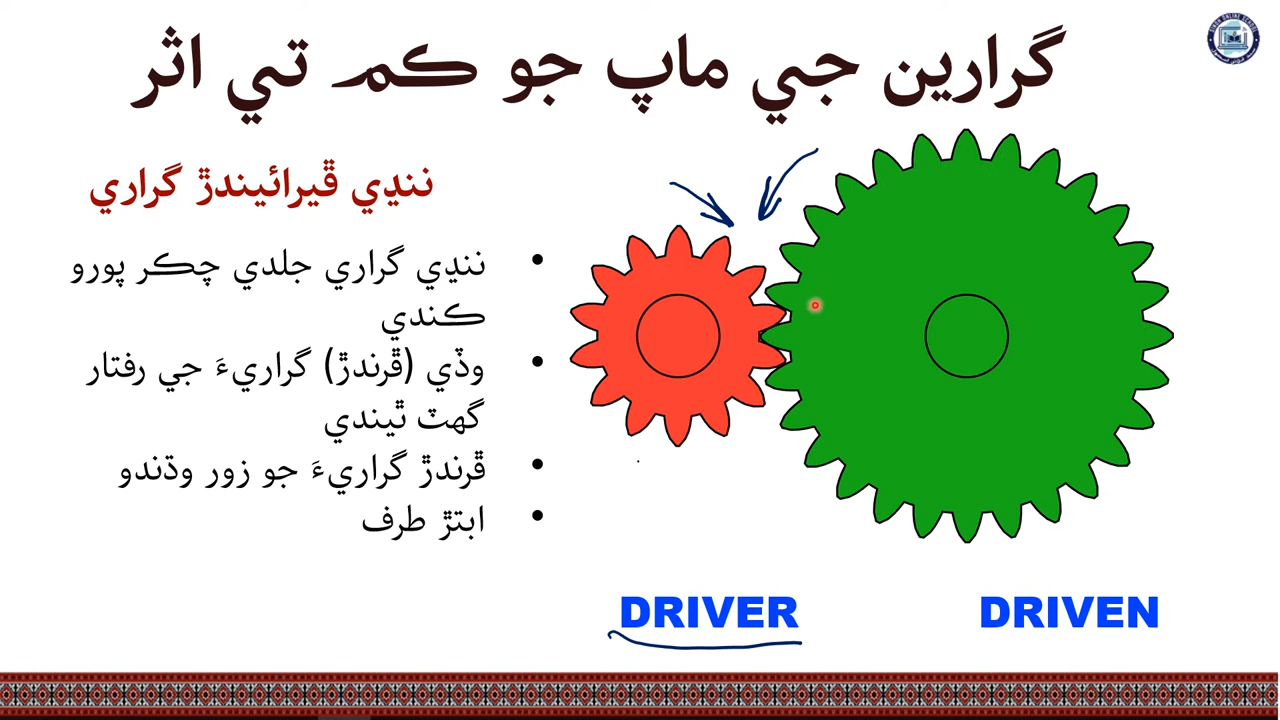 گرارين جي ماپ جو ڪم تي اثر
ننڍي ڦيرائيندڙ گراري
• ننڍي گراري جلدي چڪر پورو
ڪندي
• وڏي (ڦرندڙ) گراريءَ جي رفتار
گهٽ ٿيندي
• ڦرندڙ گراريءَ جو زور وڌندو
• ابتڙ طرف
DRIVER
DRIVEN